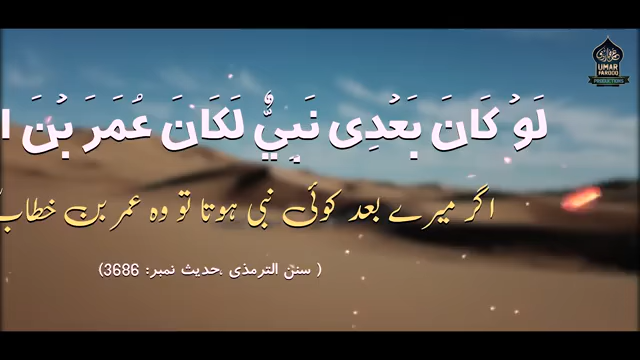 UMAR
FAROOQ
PRODUCTIONS
لَوْ كَانَ بَعْدِى نَبِيٌّ لَكَانَ عُمَرَ بْنَ
اگر میرے بعد کوئی نبی ہوتا تو وہ عمر بن خطاب
( سنن الترمذی ،حدیث نمبر: 3686)